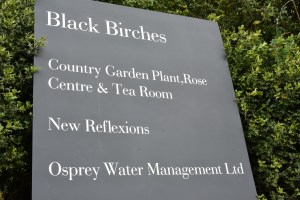 Black Birches
Country Garden Plant,Rose
Centre & Tea Room
New Reflexions
Osprey Water Management Ltd